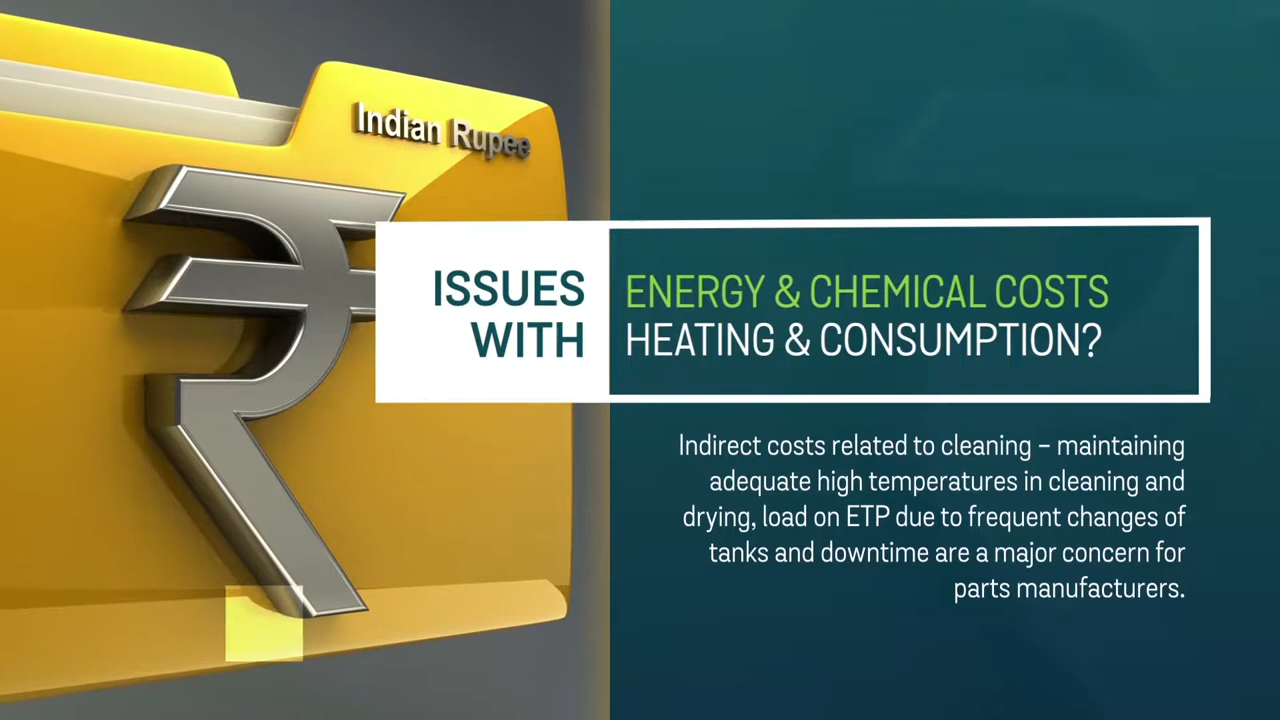 Indian Rupee
ISSUES
WITH
ENERGY & CHEMICAL COSTS
HEATING & CONSUMPTION?
Indirect costs related to cleaning – maintaining
adequate high temperatures in cleaning and
drying, load on ETP due to frequent changes of
tanks and downtime are a major concern for
parts manufacturers.